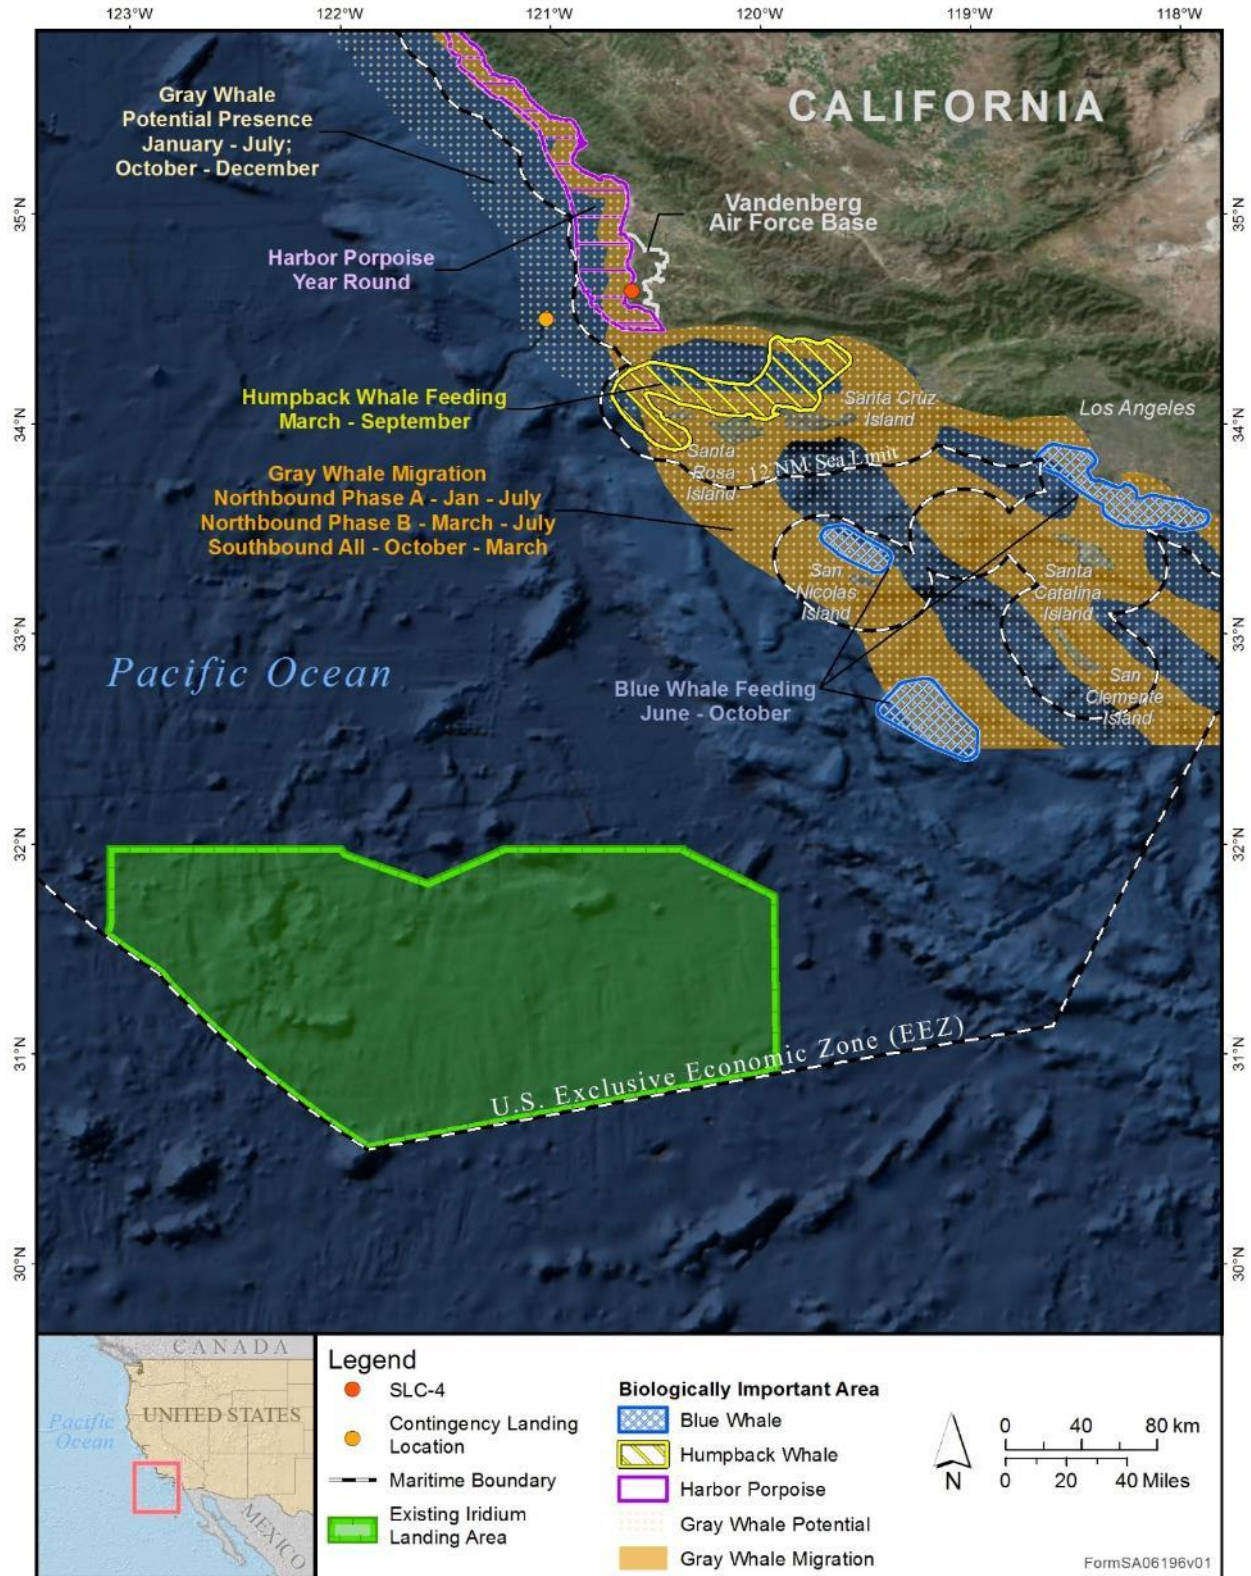 123°W 122°W 121°W 120°W 119°W 118°W
CALIFORNIA
Gray Whale
Potential Presence
January - July;
October - December
35°N
35°N
Vandenberg
Air Force Base
Harbor Porpoise
Year Round
Humpback Whale Feeding
March - September
34°N
34°N
Santa Cruz
Island
Los Angeles
Santa
Rosa
Island
12 NM Sea Limit
Gray Whale Migration
Northbound Phase A - Jan - July
Northbound Phase B - March - July
Southbound All - October - March
San
Nicolas
Island
Santa
Catalina
Island
33°N
33°N
Pacific Ocean
Blue Whale Feeding
June - October
San
Clemente
Island
32°N
32°N
31°N
31°N
U.S. Exclusive Economic Zone (EEZ)
30°N
30°N
CANADA
UNITED STATES
Pacific
Ocean
MEXICO
Legend
SLC-4
Contingency Landing
Location
Maritime Boundary
Existing Iridium
Landing Area
Biologically Important Area
Blue Whale
Humpback Whale
Harbor Porpoise
Gray Whale Potential
Gray Whale Migration
N
0 40 80 km
0 20 40 Miles
FormSA06196v01